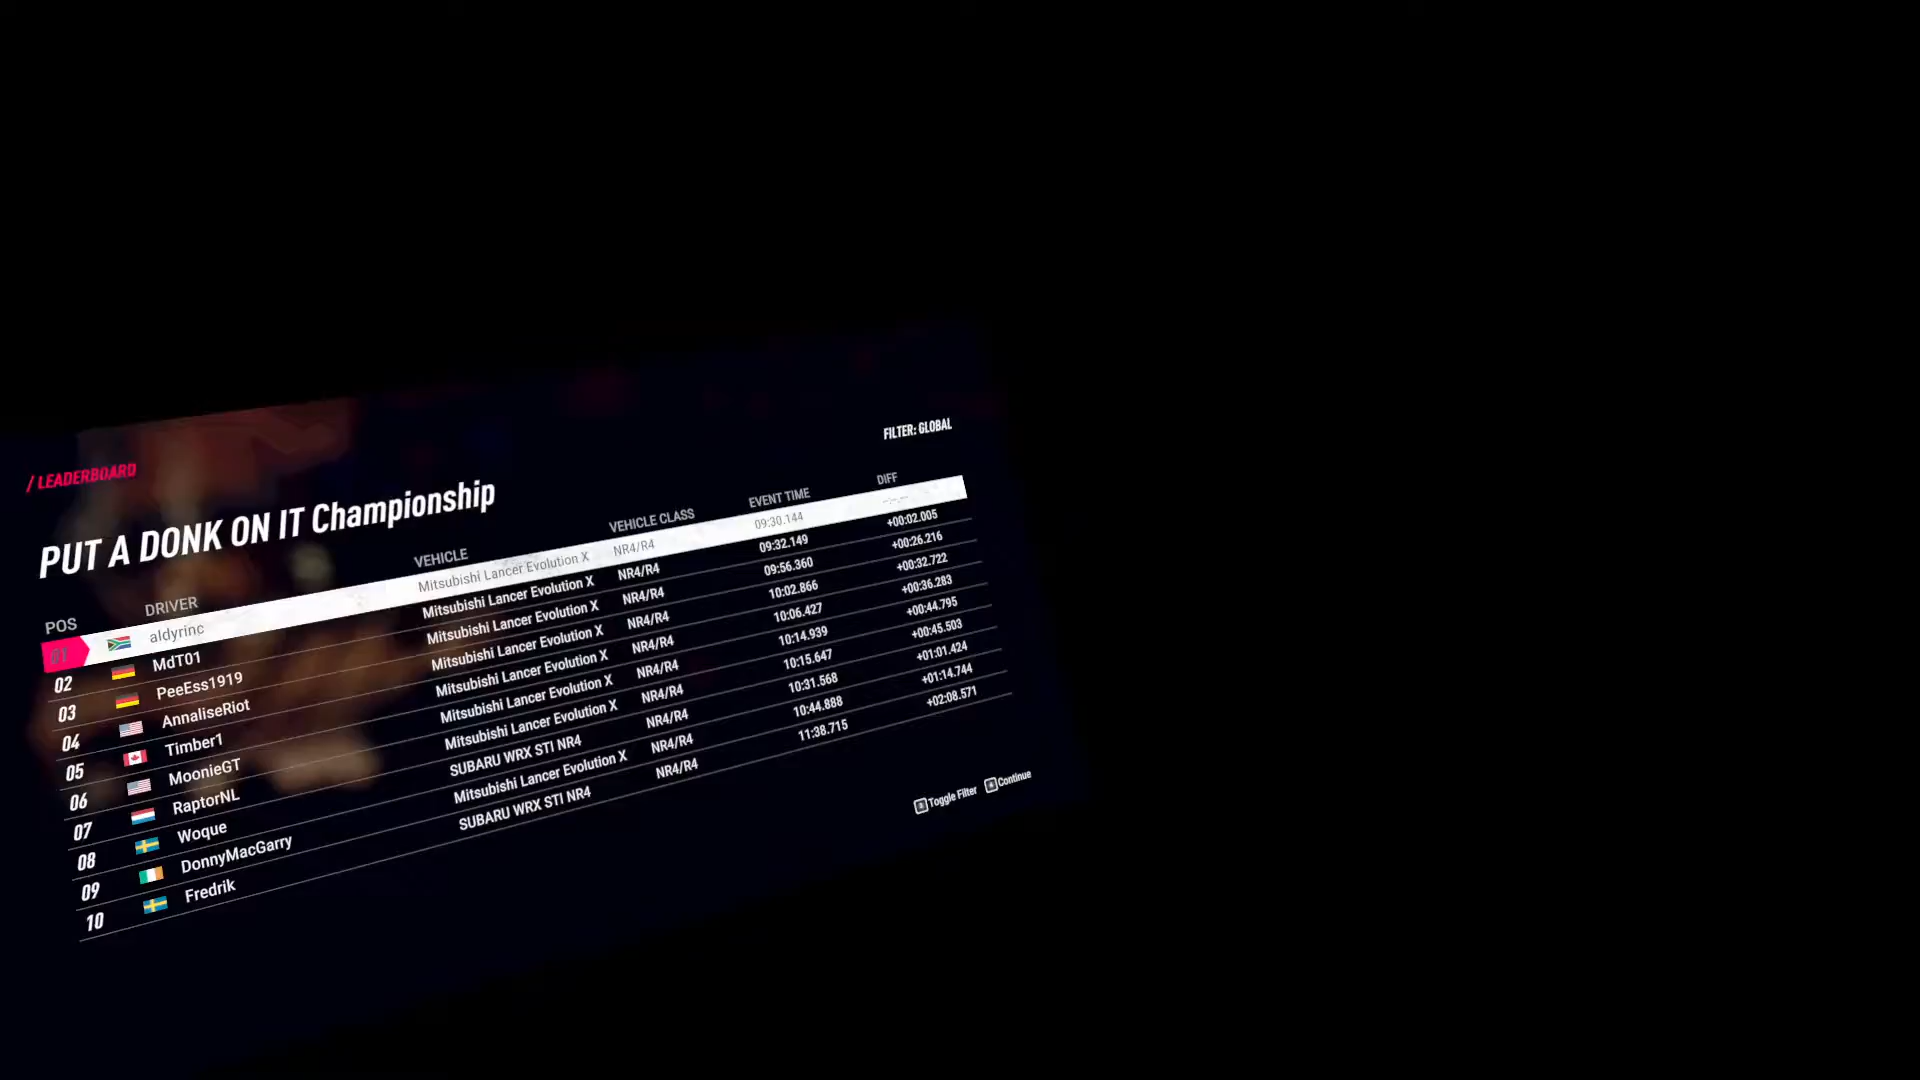 / LEADERBOARD
FILTER: GLOBAL
PUT A DONK ON IT Championship
POS DRIVER VEHICLE VEHICLE CLASS EVENT TIME DIFF
01 aldyrinc Mitsubishi Lancer Evolution X NR4/R4 09:30.144 --:--.---
02 MdT01 Mitsubishi Lancer Evolution X NR4/R4 09:32.149 +00:02.005
03 PeeEss1919 Mitsubishi Lancer Evolution X NR4/R4 09:56.360 +00:26.216
04 AnnaliseRiot Mitsubishi Lancer Evolution X NR4/R4 10:02.866 +00:32.722
05 Timber1 Mitsubishi Lancer Evolution X NR4/R4 10:06.427 +00:36.283
06 MoonieGT Mitsubishi Lancer Evolution X NR4/R4 10:14.939 +00:44.795
07 RaptorNL Mitsubishi Lancer Evolution X NR4/R4 10:15.647 +00:45.503
08 Woque SUBARU WRX STI NR4 NR4/R4 10:31.568 +01:01.424
09 DonnyMacGarry Mitsubishi Lancer Evolution X NR4/R4 10:44.888 +01:14.744
10 Fredrik SUBARU WRX STI NR4 NR4/R4 11:38.715 +02:08.571
Toggle Filter Continue